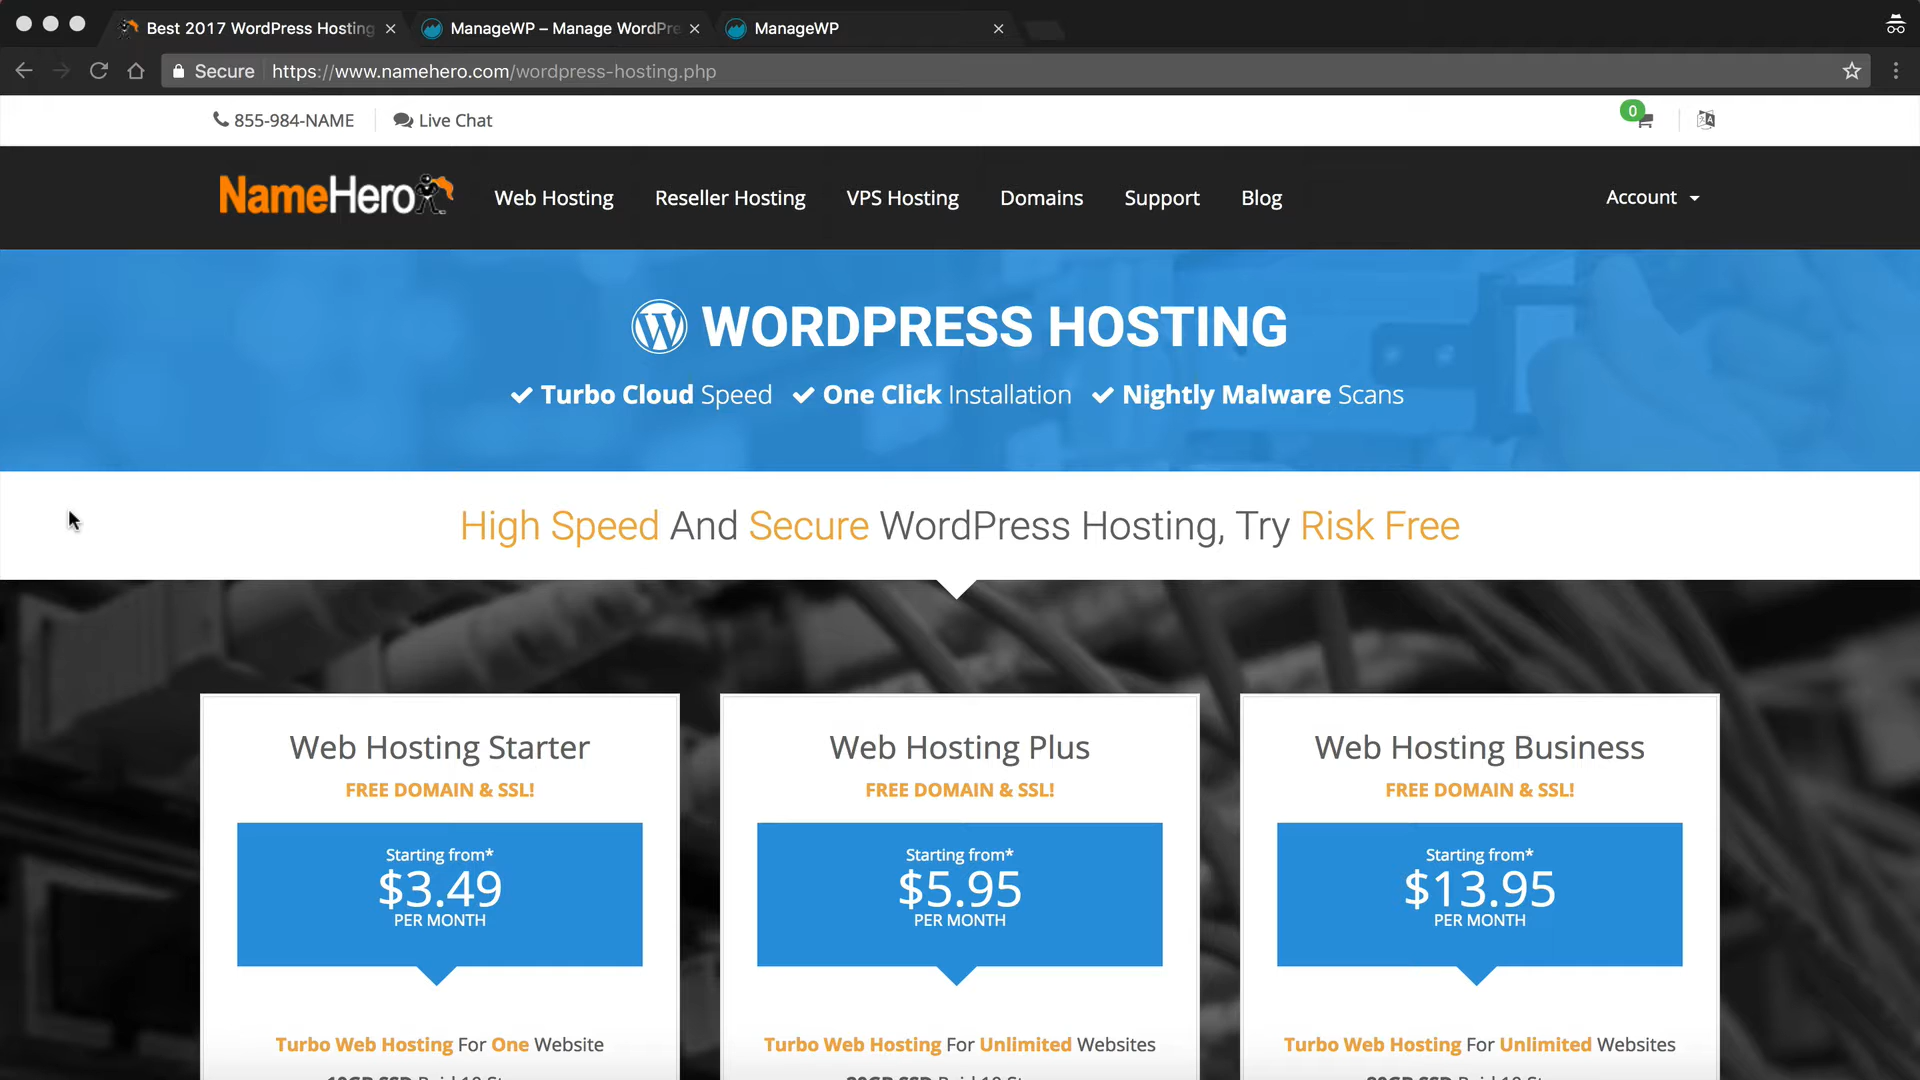 Best 2017 WordPress Hosting
ManageWP – Manage WordPre
ManageWP
Secure
https://www.namehero.com/wordpress-hosting.php
855-984-NAME
Live Chat
0
NameHero
Web Hosting
Reseller Hosting
VPS Hosting
Domains
Support
Blog
Account
WORDPRESS HOSTING
Turbo Cloud Speed
One Click Installation
Nightly Malware Scans
High Speed And Secure WordPress Hosting, Try Risk Free
Web Hosting Starter
FREE DOMAIN & SSL!
Starting from*
$3.49
PER MONTH
Turbo Web Hosting For One Website
Web Hosting Plus
FREE DOMAIN & SSL!
Starting from*
$5.95
PER MONTH
Turbo Web Hosting For Unlimited Websites
Web Hosting Business
FREE DOMAIN & SSL!
Starting from*
$13.95
PER MONTH
Turbo Web Hosting For Unlimited Websites